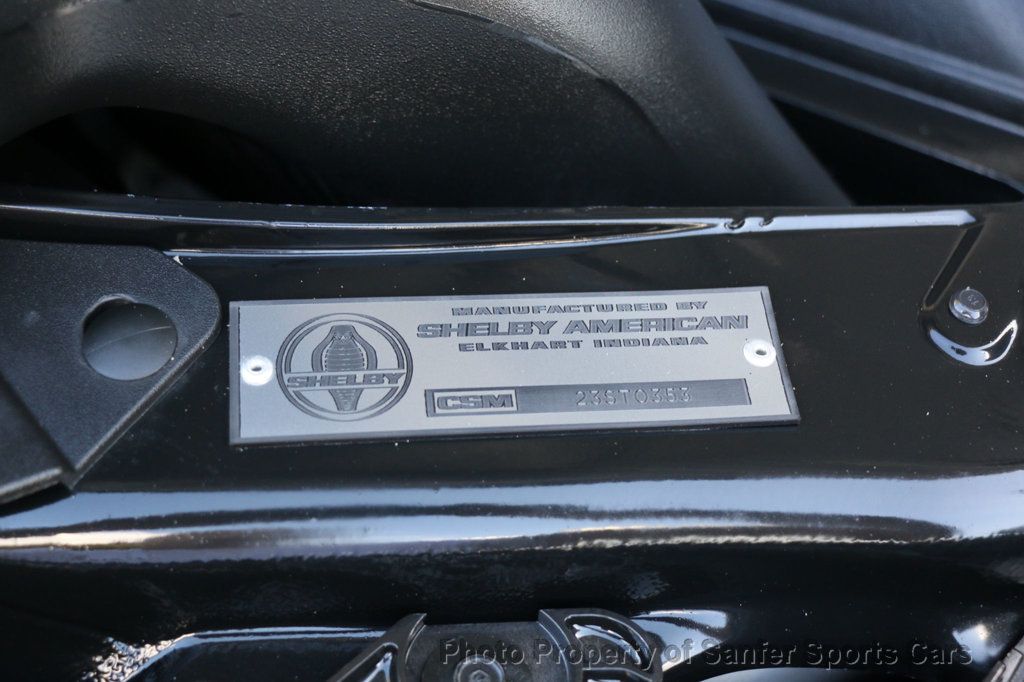 MANUFACTURED BY
SHELBY AMERICAN
ELKHART INDIANA
SHELBY
CSM 23ST0353
Photo Property of Sanfer Sports Cars